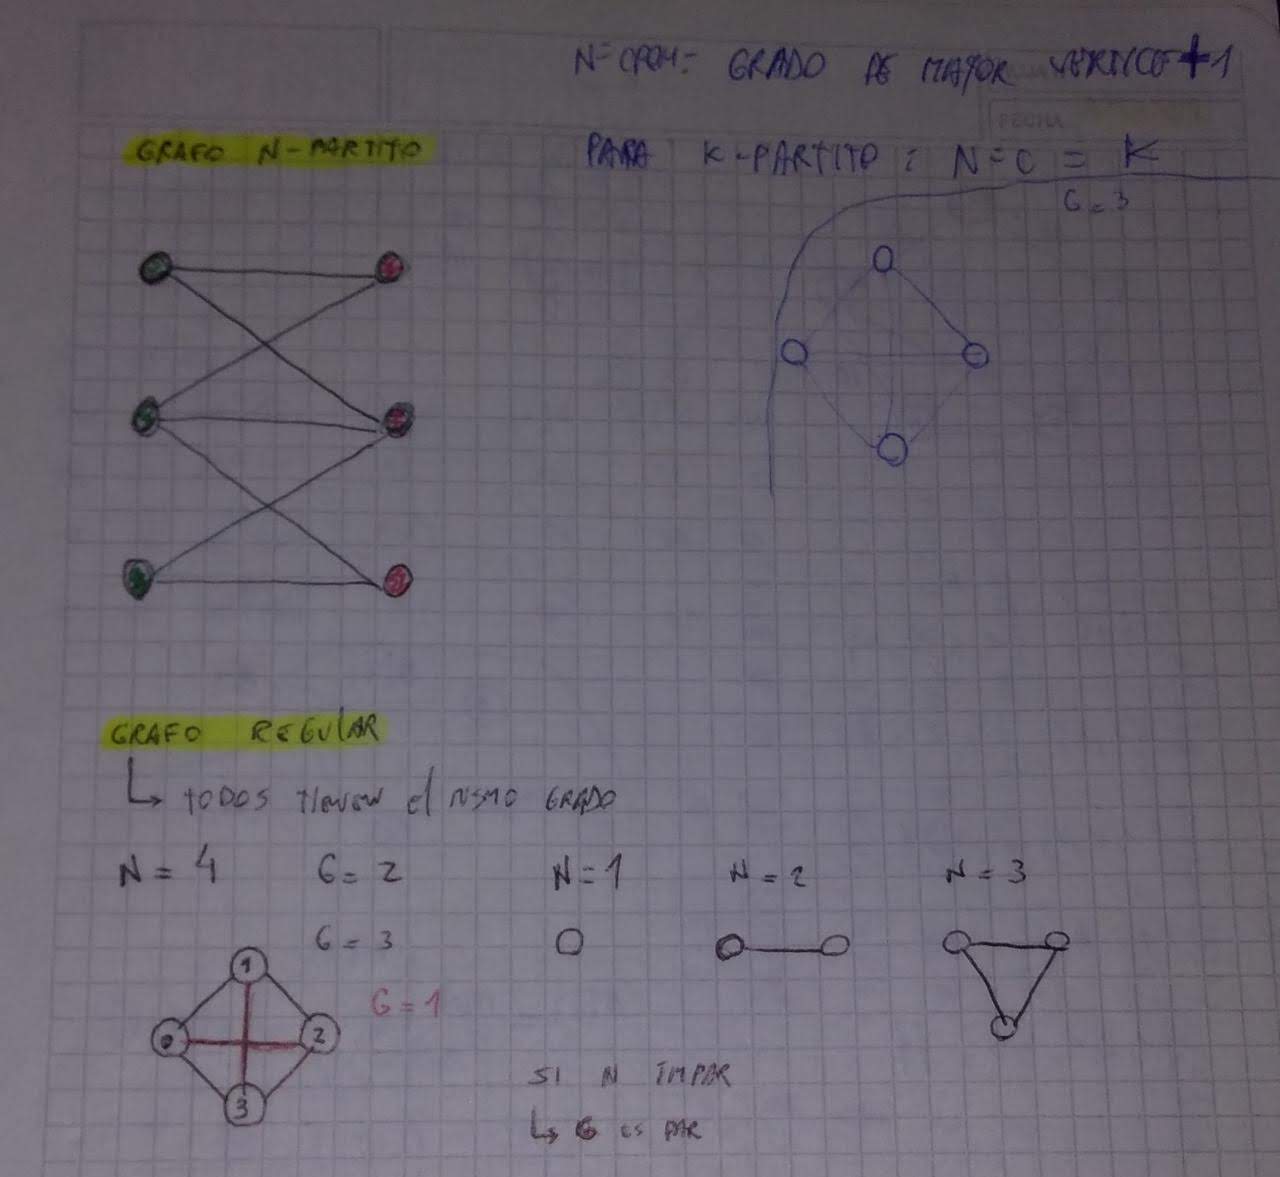 N=CROM= GRADO DE MAYOR VERTICE +1
FECHA
GRAFO N-PARTITO
PARA K-PARTITO : N=C = K
G=3
GRAFO REGULAR
↳ TODOS tienen el mismo GRADO
N=4 G=2 N=1 N=2 N=3
G=3
1
G=1
0 2
3
SI N IMPAR
↳ G es PAR